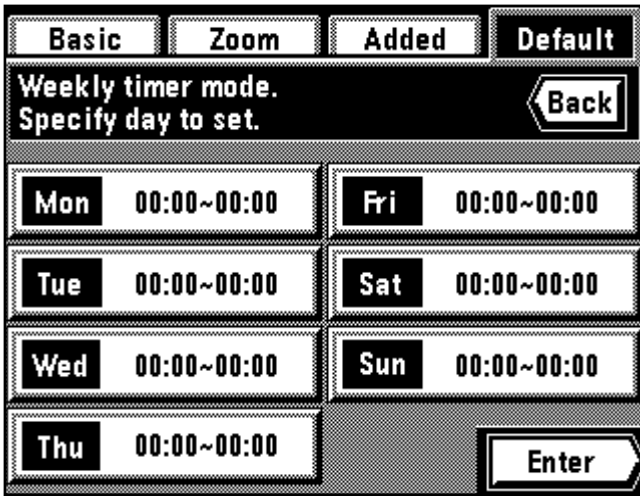 Basic Zoom Added Default
Weekly timer mode.
Specify day to set.
Back
Mon 00:00~00:00
Fri 00:00~00:00
Tue 00:00~00:00
Sat 00:00~00:00
Wed 00:00~00:00
Sun 00:00~00:00
Thu 00:00~00:00
Enter